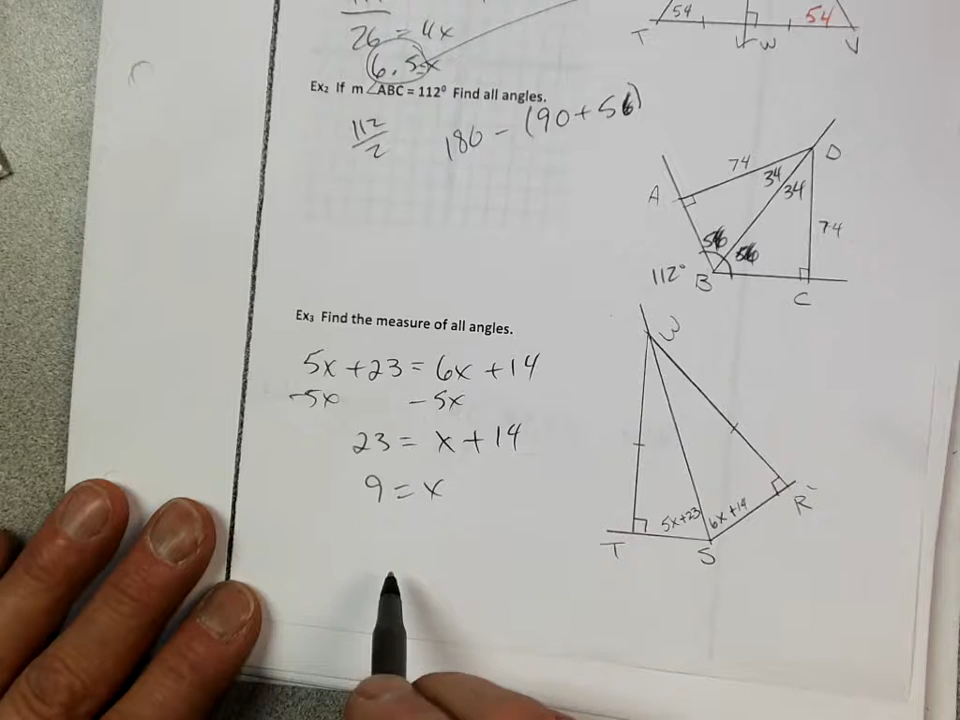 26 = 4x
6.5=x
54
54
T
W
V
Ex2 If m∠ABC = 112° Find all angles.
112
2
180 - (90 + 56)
A
74
D
34
34
74
56
56
112°
B
C
Ex3 Find the measure of all angles.
5x + 23 = 6x + 14
-5x - 5x
23 = x + 14
9 = x
T
5x+23
6x+14
S
R